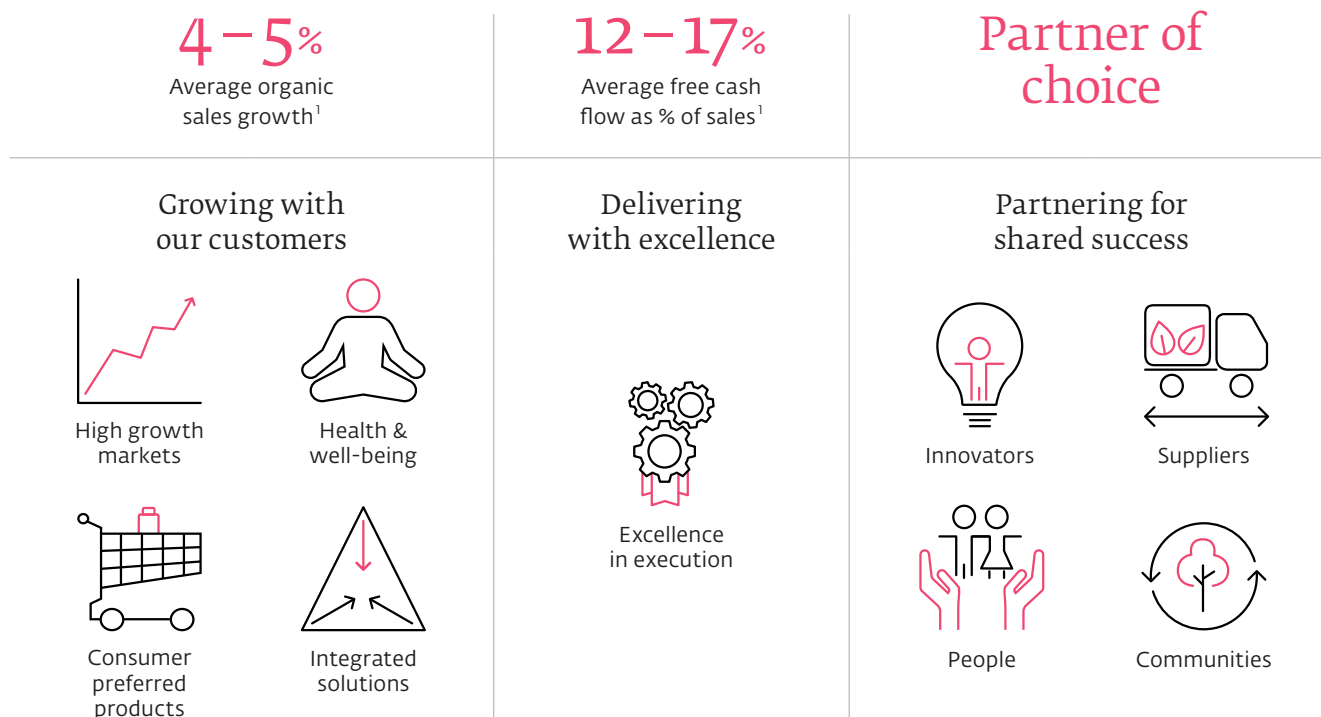 4 – 5%
Average organic
sales growth¹
12 – 17%
Average free cash
flow as % of sales¹
Partner of
choice
Growing with
our customers
High growth
markets
Health &
well-being
Consumer
preferred
products
Integrated
solutions
Delivering
with excellence
Excellence
in execution
Partnering for
shared success
Innovators
Suppliers
People
Communities